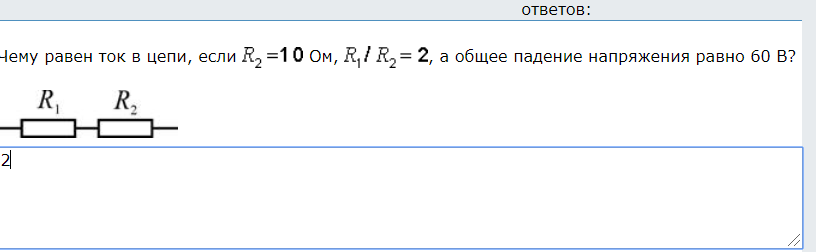 ответов:
Чему равен ток в цепи, если R₂ =10 Ом, R₁/ R₂= 2, а общее падение напряжения равно 60 В?
R₁ R₂
2